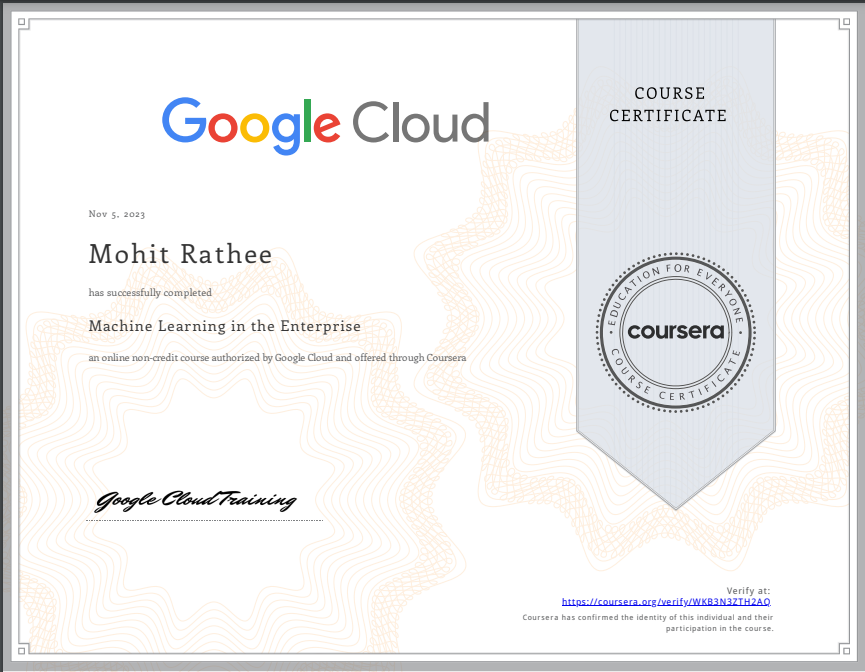 Google Cloud
COURSE
CERTIFICATE
Nov 5, 2023
Mohit Rathee
has successfully completed
Machine Learning in the Enterprise
an online non-credit course authorized by Google Cloud and offered through Coursera
EDUCATION FOR EVERYONE
coursera
COURSE CERTIFICATE
Google Cloud Training
Verify at:
https://coursera.org/verify/WKB3N3ZTH2AQ
Coursera has confirmed the identity of this individual and their
participation in the course.